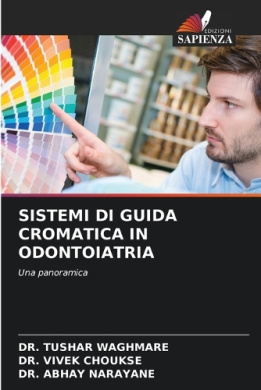 EDIZIONI
SAPIENZA
SISTEMI DI GUIDA
CROMATICA IN
ODONTOIATRIA
Una panoramica
DR. TUSHAR WAGHMARE
DR. VIVEK CHOUKSE
DR. ABHAY NARAYANE